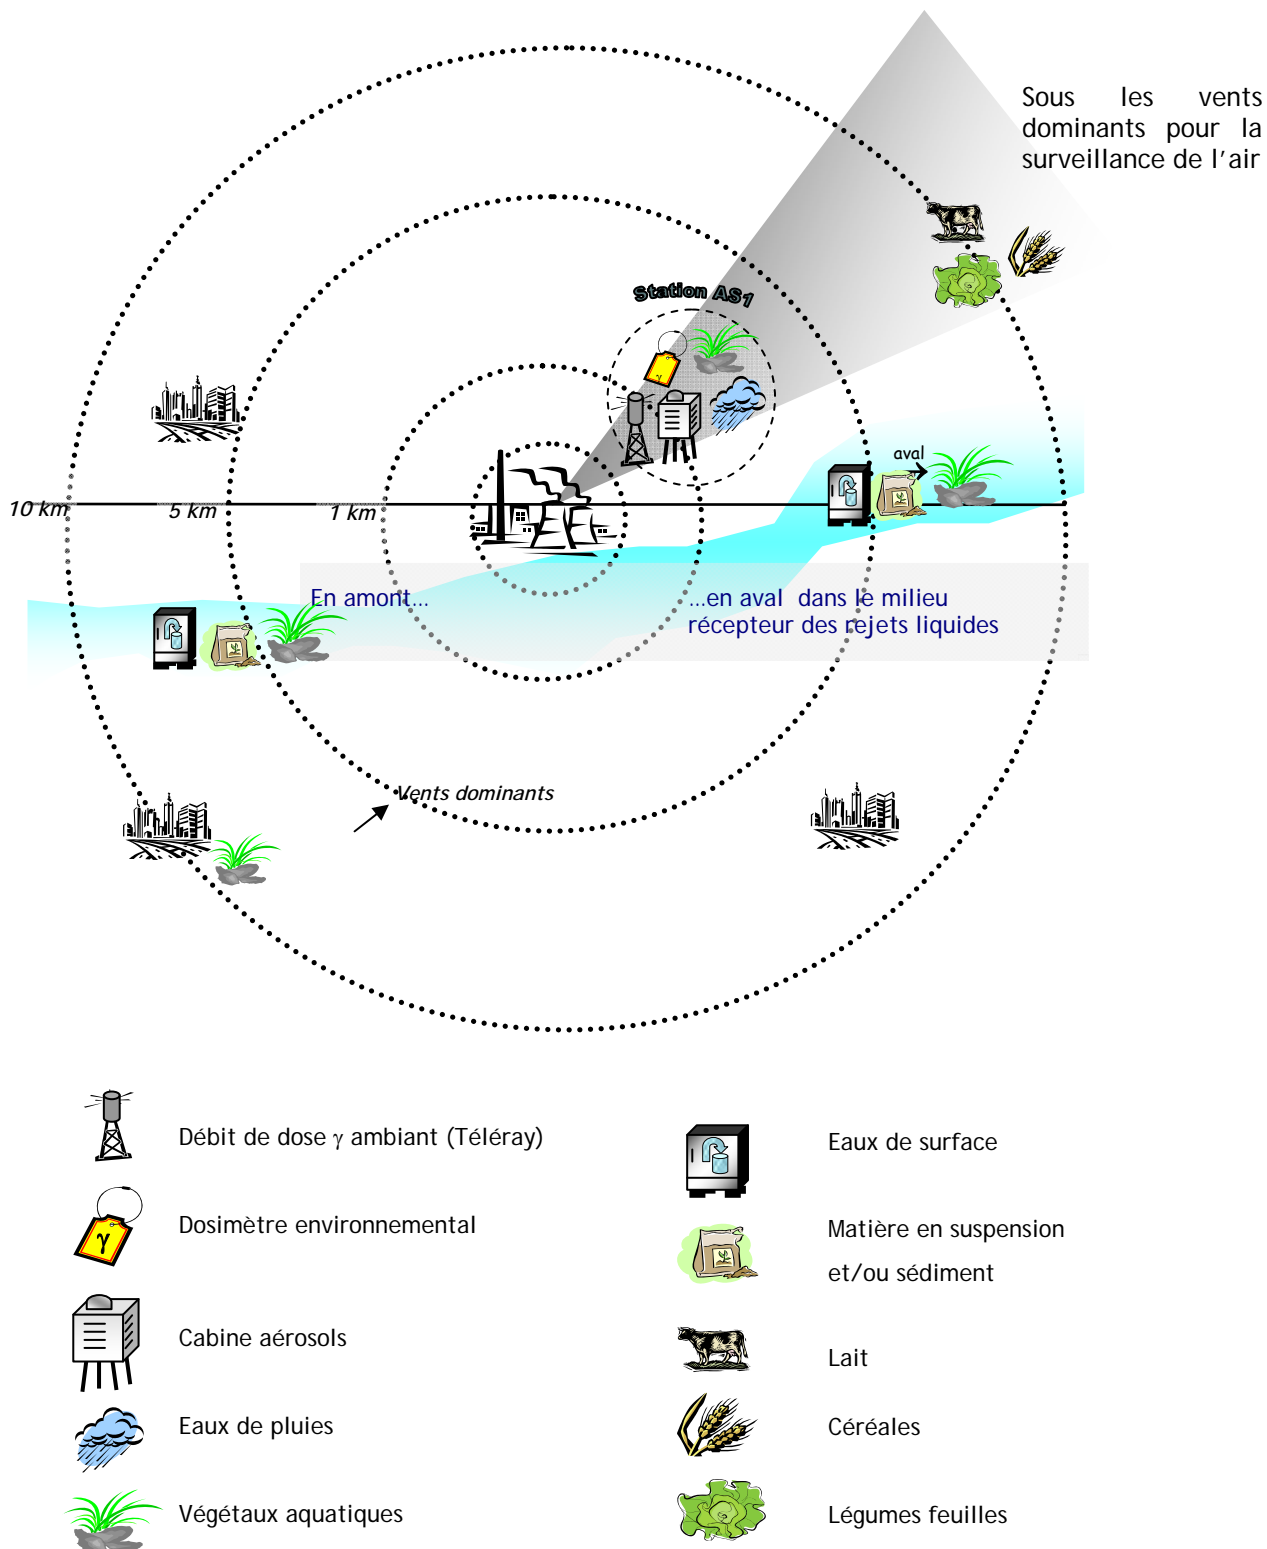 Sous les vents
dominants pour la
surveillance de l'air
Station AS1
γ
aval
10 km
5 km
1 km
En amont...
...en aval dans le milieu
récepteur des rejets liquides
Vents dominants
Débit de dose γ ambiant (Téléray)
γ
Dosimètre environnemental
Cabine aérosols
Eaux de pluies
Végétaux aquatiques
Eaux de surface
Matière en suspension
et/ou sédiment
Lait
Céréales
Légumes feuilles